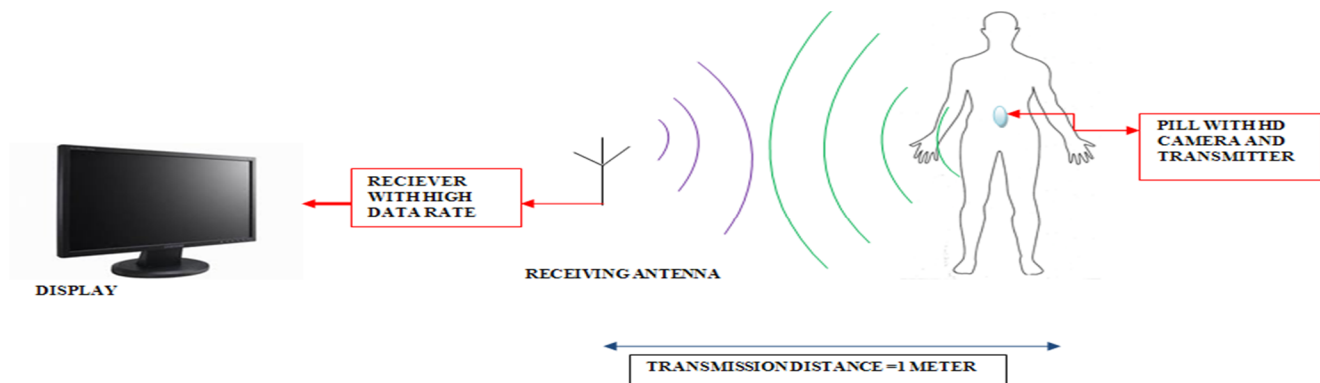 PILL WITH HD
CAMERA AND
TRANSMITTER
RECIEVER
WITH HIGH
DATA RATE
RECEIVING ANTENNA
DISPLAY
TRANSMISSION DISTANCE =1 METER